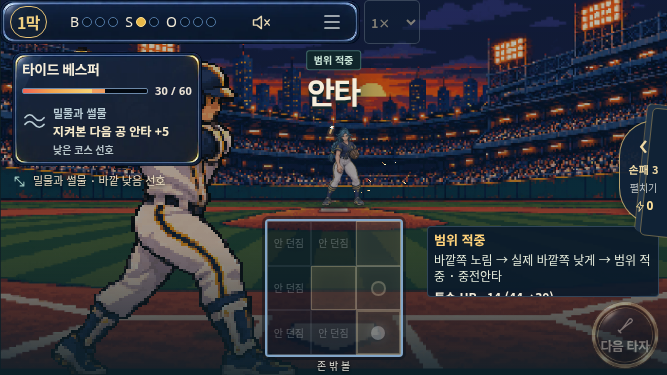 1막 B S O
1×
타이드 베스퍼
30 / 60
밀물과 썰물
지켜본 다음 공 안타 +5
낮은 코스 선호
밀물과 썰물 · 바깥 낮음 선호
범위 적중
안타
손패 3
펼치기
0
안 던짐 안 던짐
안 던짐
안 던짐 안 던짐
존 밖 볼
범위 적중
바깥쪽 노림 → 실제 바깥쪽 낮게 → 범위 적
중 · 중전안타
다음 타자